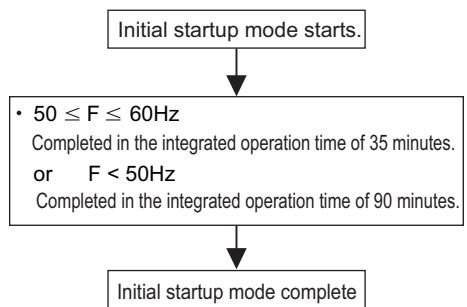 Initial startup mode starts.
・ 50 ≤ F ≤ 60Hz
Completed in the integrated operation time of 35 minutes.
or F < 50Hz
Completed in the integrated operation time of 90 minutes.
Initial startup mode complete